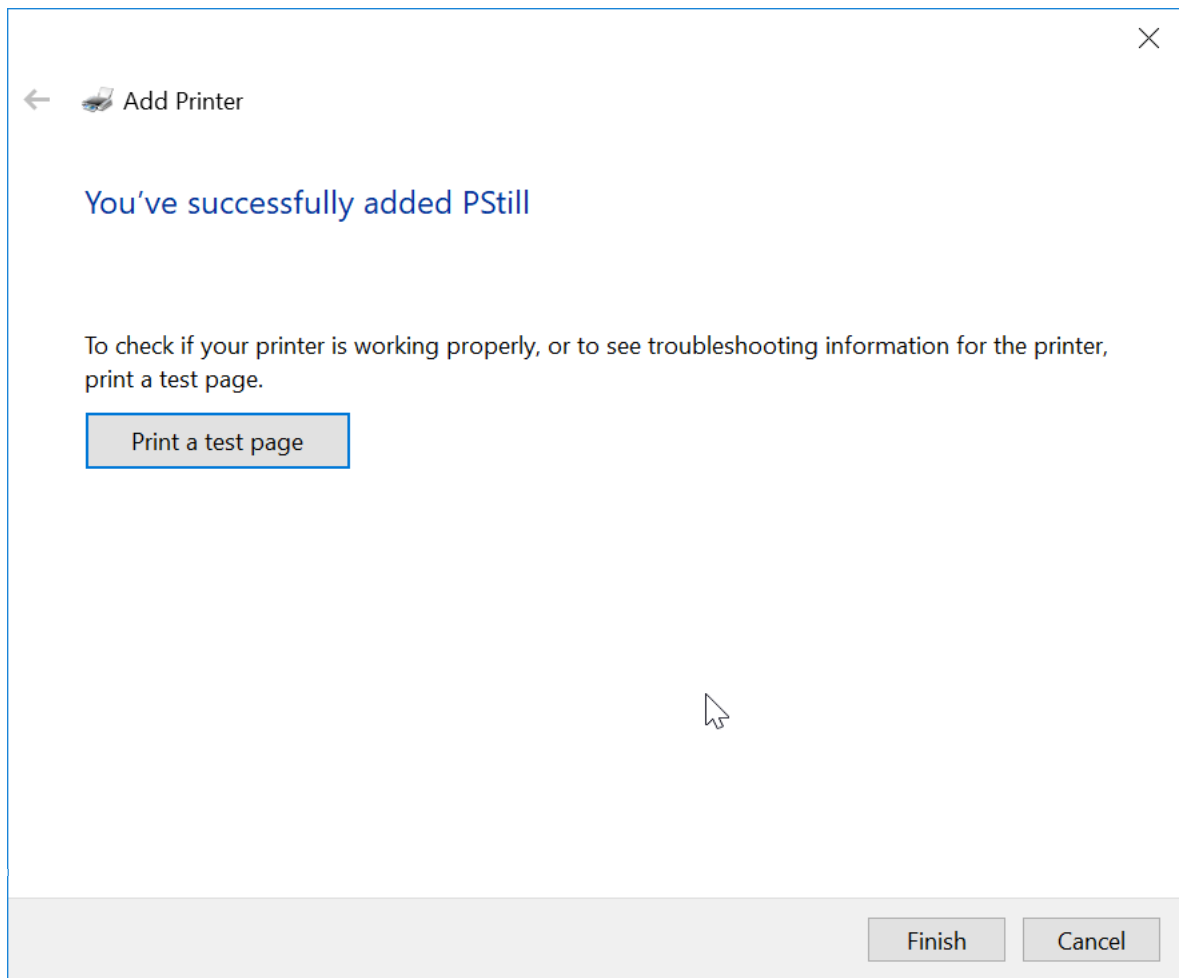 Add Printer
You’ve successfully added PStill
To check if your printer is working properly, or to see troubleshooting information for the printer,
print a test page.
Print a test page
Finish
Cancel